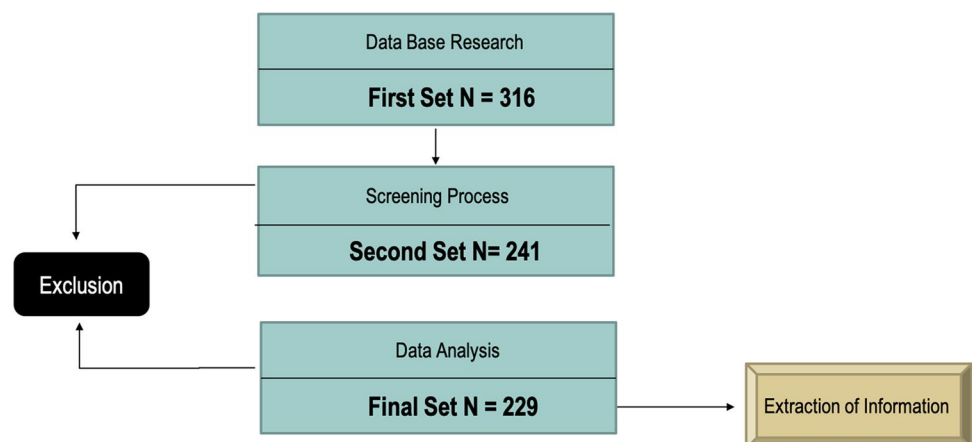 Data Base Research
First Set N = 316
Screening Process
Second Set N= 241
Exclusion
Data Analysis
Final Set N = 229
Extraction of Information